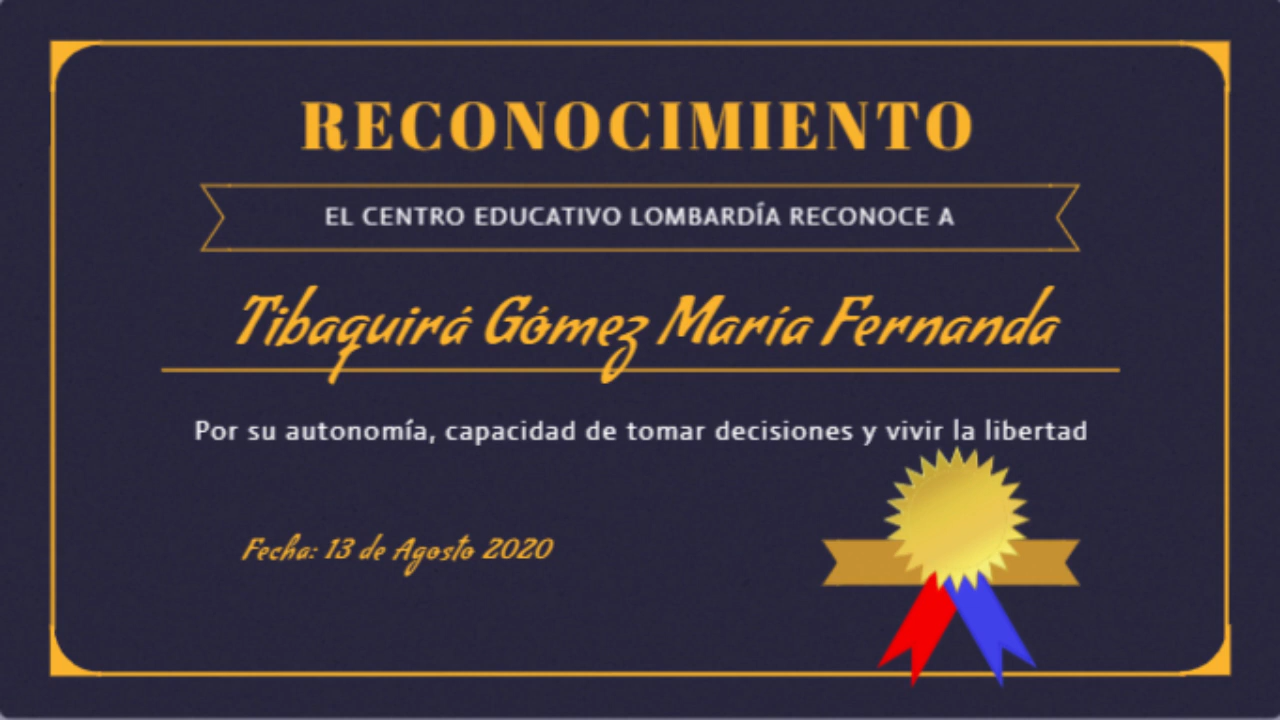 RECONOCIMIENTO
EL CENTRO EDUCATIVO LOMBARDÍA RECONOCE A
Tibaquirá Gómez María Fernanda
Por su autonomía, capacidad de tomar decisiones y vivir la libertad
Fecha: 13 de Agosto 2020